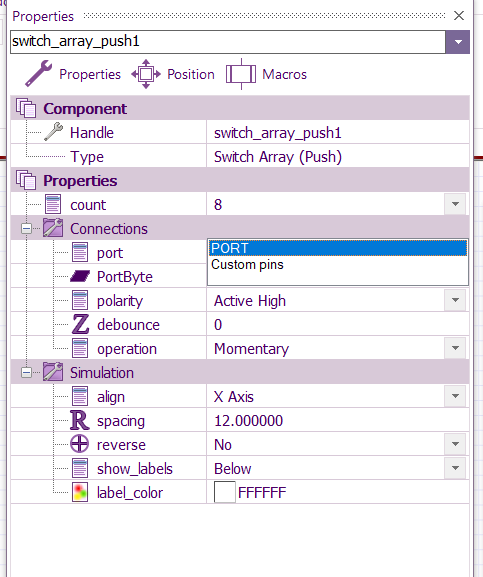 Properties
switch_array_push1
Properties Position Macros
Component
Handle switch_array_push1
Type Switch Array (Push)
Properties
count 8
Connections
port PORT
Custom pins
PortByte
polarity Active High
debounce 0
operation Momentary
Simulation
align X Axis
spacing 12.000000
reverse No
show_labels Below
label_color FFFFFF